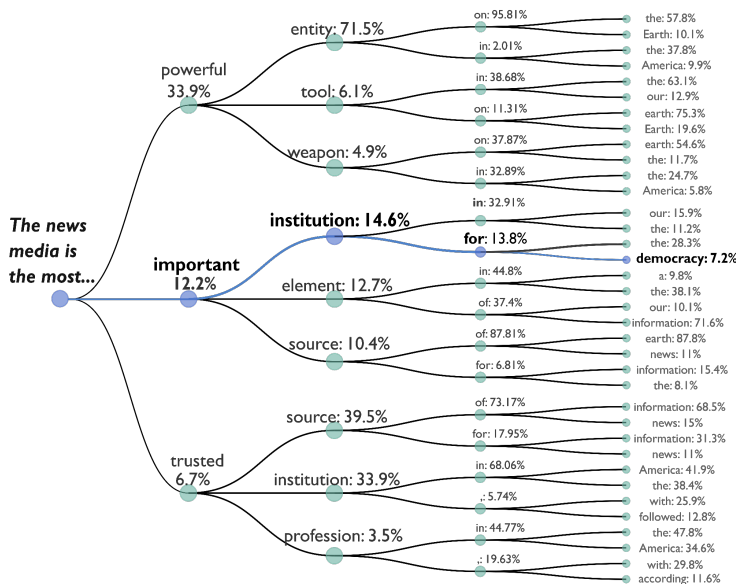 The news
media is
the most...
powerful
33.9%
important
12.2%
trusted
6.7%
entity: 71.5%
tool: 6.1%
weapon: 4.9%
institution: 14.6%
element: 12.7%
source: 10.4%
source: 39.5%
institution: 33.9%
profession: 3.5%
on: 95.81%
in: 2.01%
in: 38.68%
on: 11.31%
on: 37.87%
in: 32.89%
in: 32.91%
for: 13.8%
in: 44.8%
of: 37.4%
of: 87.81%
for: 6.81%
of: 73.17%
for: 17.95%
in: 68.06%
,: 5.74%
in: 44.77%
,: 19.63%
the: 57.8%
Earth: 10.1%
the: 37.8%
America: 9.9%
the: 63.1%
our: 12.9%
earth: 75.3%
Earth: 19.6%
earth: 54.6%
the: 11.7%
the: 24.7%
America: 5.8%
our: 15.9%
the: 11.2%
the: 28.3%
democracy: 7.2%
a: 9.8%
the: 38.1%
our: 10.1%
information: 71.6%
earth: 87.8%
news: 11%
information: 15.4%
the: 8.1%
information: 68.5%
news: 15%
information: 31.3%
news: 11%
America: 41.9%
the: 38.4%
with: 25.9%
followed: 12.8%
the: 47.8%
America: 34.6%
with: 29.8%
according: 11.6%